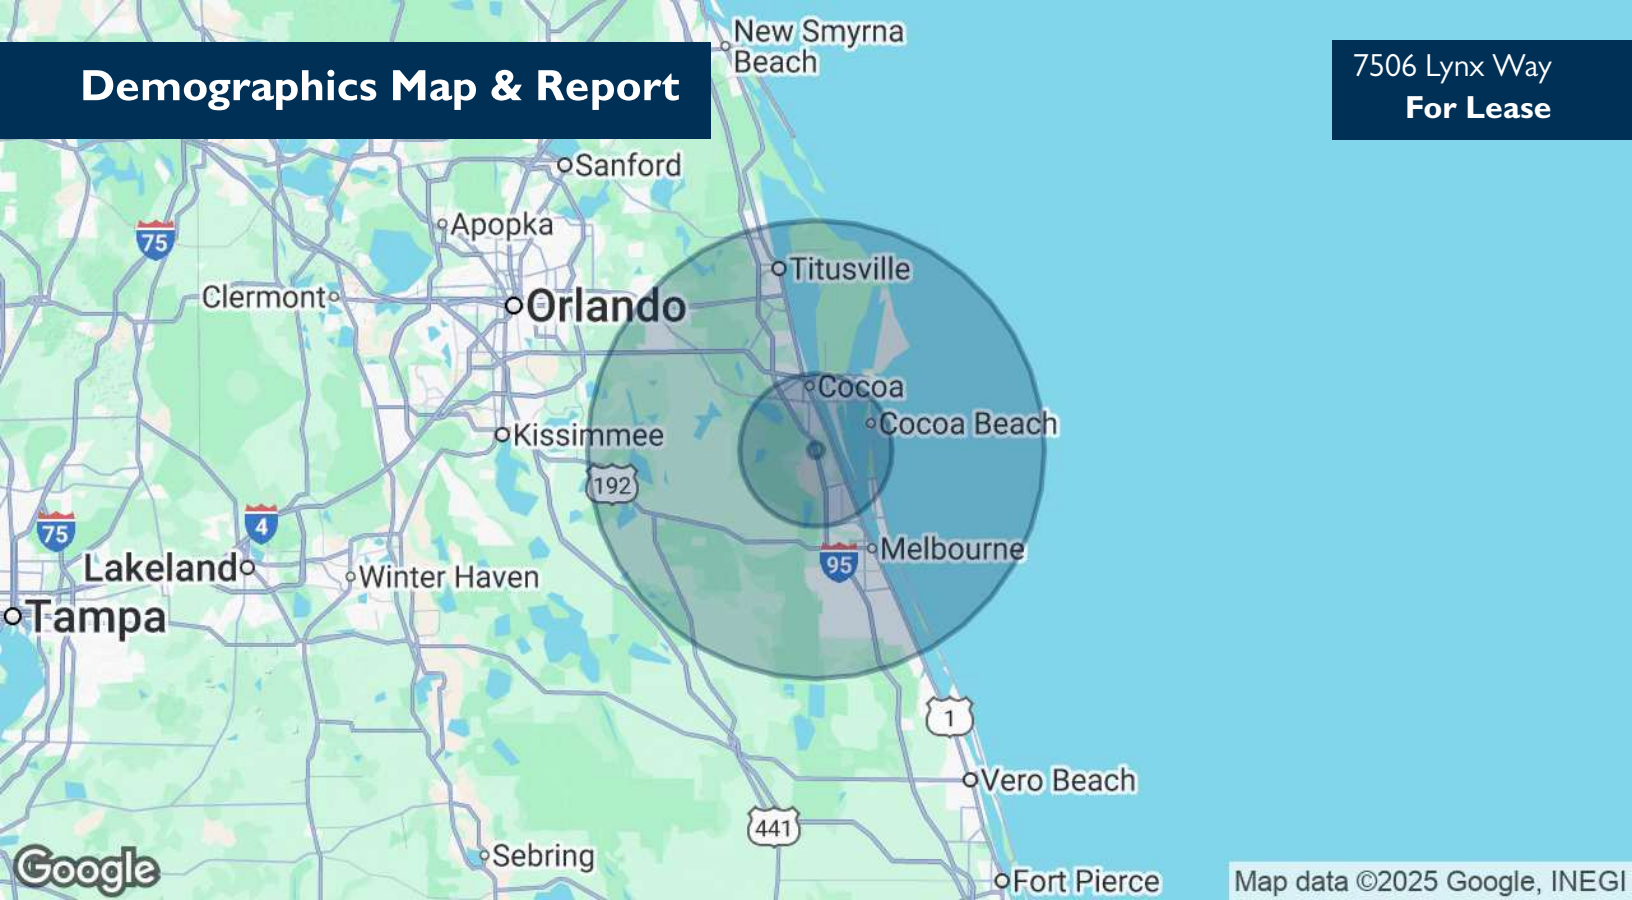 New Smyrna
Beach
Demographics Map & Report
7506 Lynx Way
For Lease
Sanford
Apopka
75
Titusville
Clermont
Orlando
Cocoa
Cocoa Beach
Kissimmee
192
75
4
Melbourne
95
Lakeland
Winter Haven
Tampa
1
Vero Beach
441
Sebring
Google
Fort Pierce
Map data ©2025 Google, INEGI